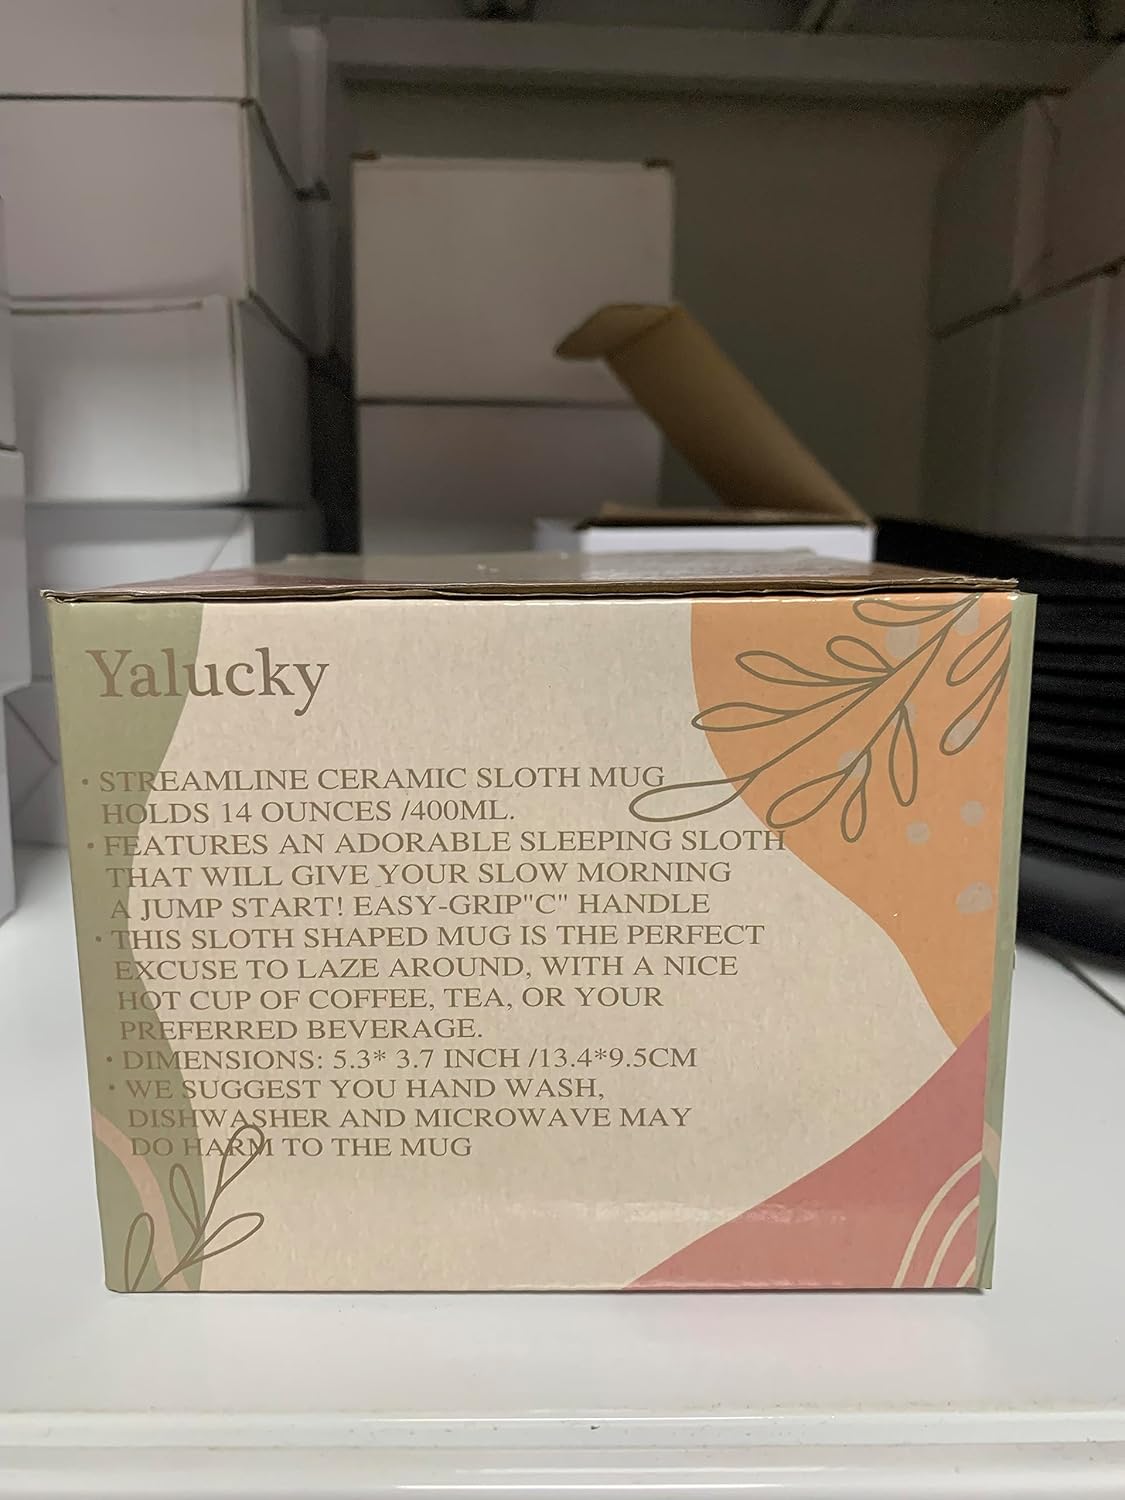 Yalucky
· STREAMLINE CERAMIC SLOTH MUG
HOLDS 14 OUNCES /400ML.
· FEATURES AN ADORABLE SLEEPING SLOTH
THAT WILL GIVE YOUR SLOW MORNING
A JUMP START! EASY-GRIP"C" HANDLE
· THIS SLOTH SHAPED MUG IS THE PERFECT
EXCUSE TO LAZE AROUND, WITH A NICE
HOT CUP OF COFFEE, TEA, OR YOUR
PREFERRED BEVERAGE.
· DIMENSIONS: 5.3* 3.7 INCH /13.4*9.5CM
· WE SUGGEST YOU HAND WASH,
DISHWASHER AND MICROWAVE MAY
DO HARM TO THE MUG